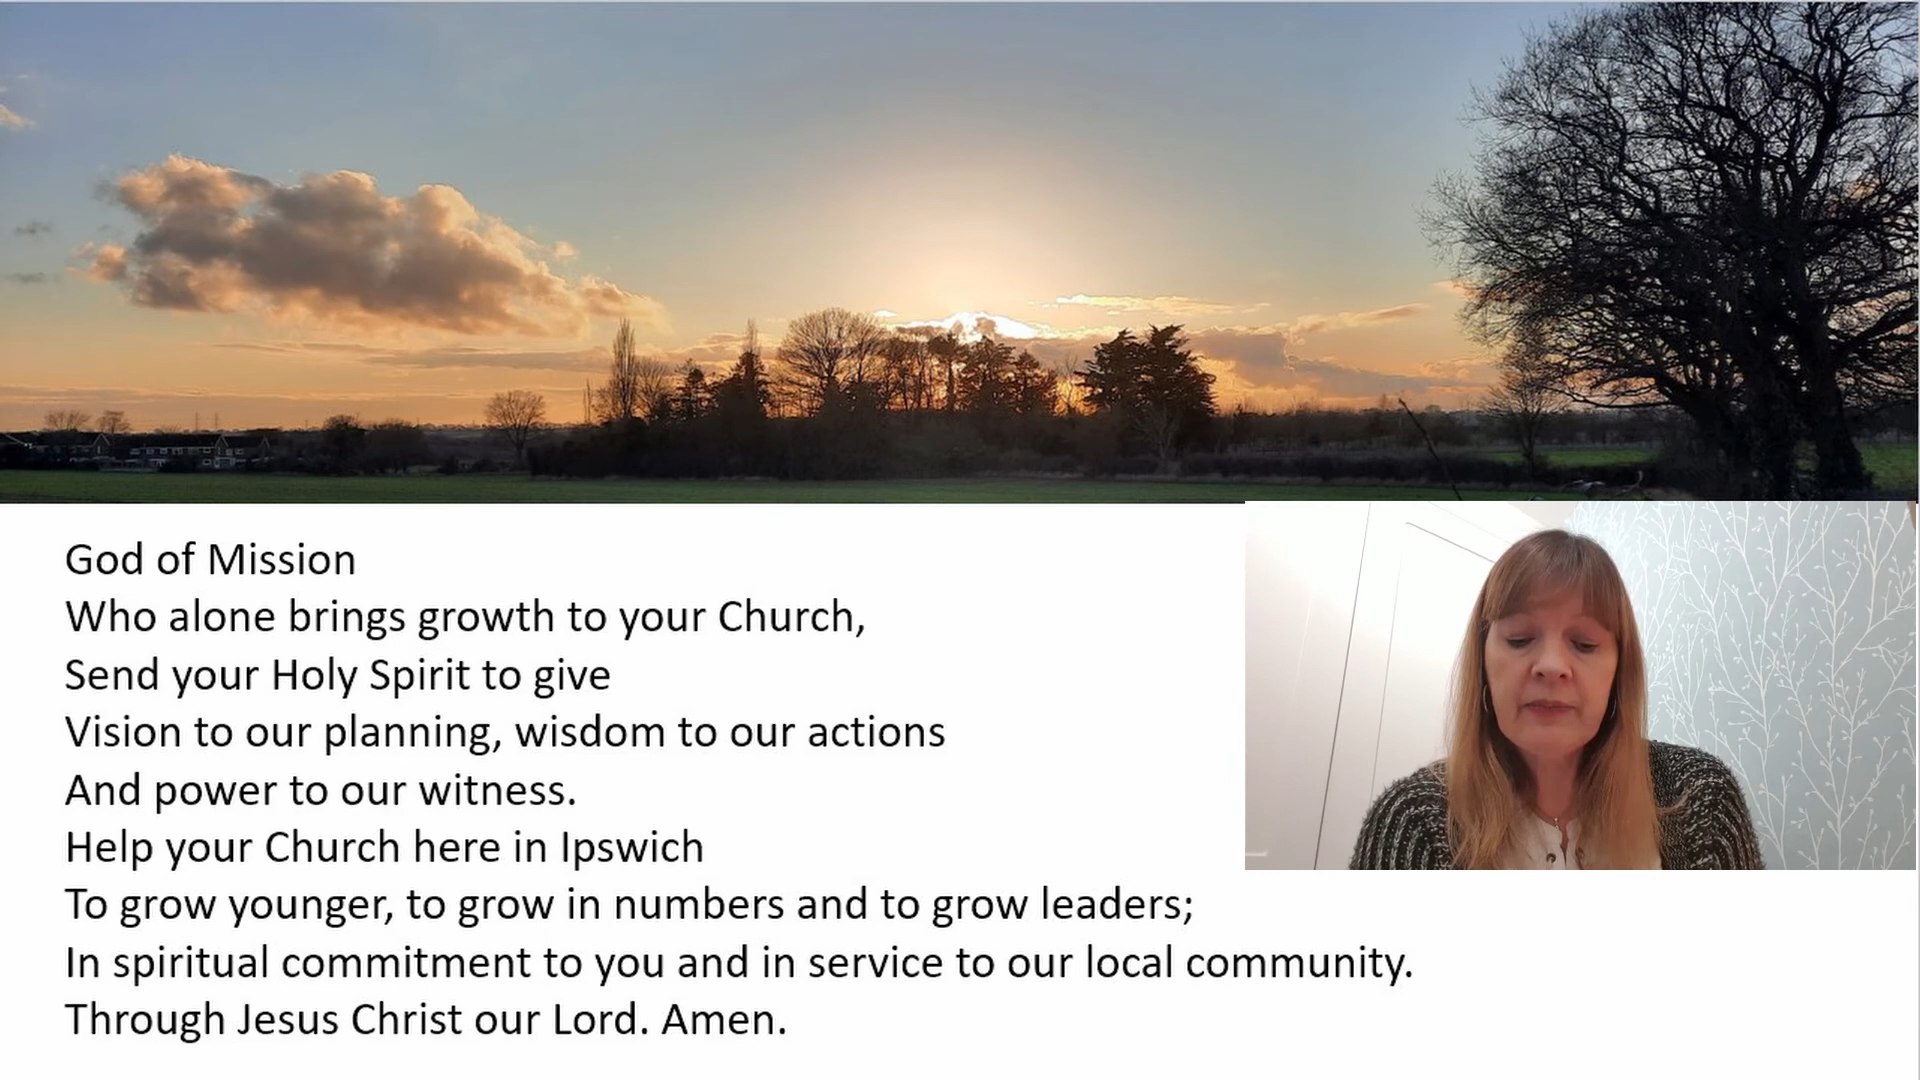 God of Mission
Who alone brings growth to your Church,
Send your Holy Spirit to give
Vision to our planning, wisdom to our actions
And power to our witness.
Help your Church here in Ipswich
To grow younger, to grow in numbers and to grow leaders;
In spiritual commitment to you and in service to our local community.
Through Jesus Christ our Lord. Amen.